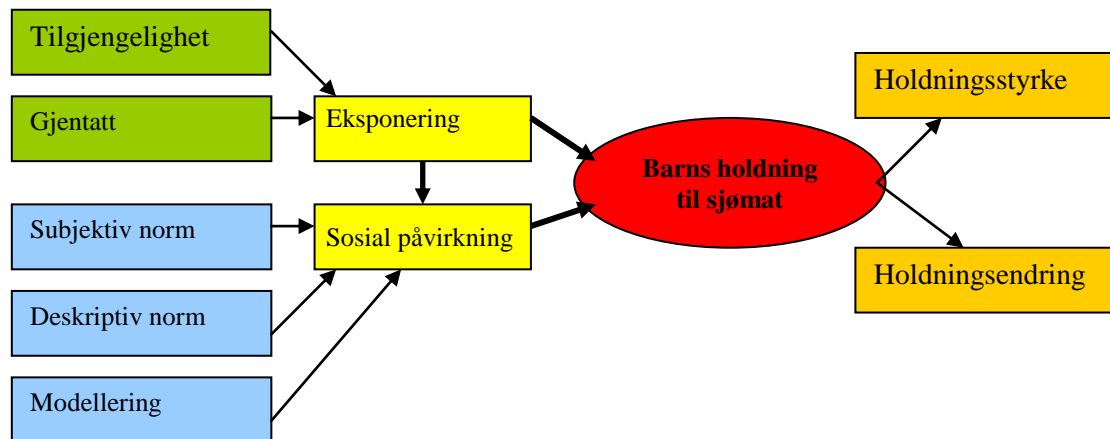 Tilgjengelighet
Gjentatt
Subjektiv norm
Deskriptiv norm
Modellering
Eksponering
Sosial påvirkning
Barns holdning
til sjømat
Holdningsstyrke
Holdningsendring